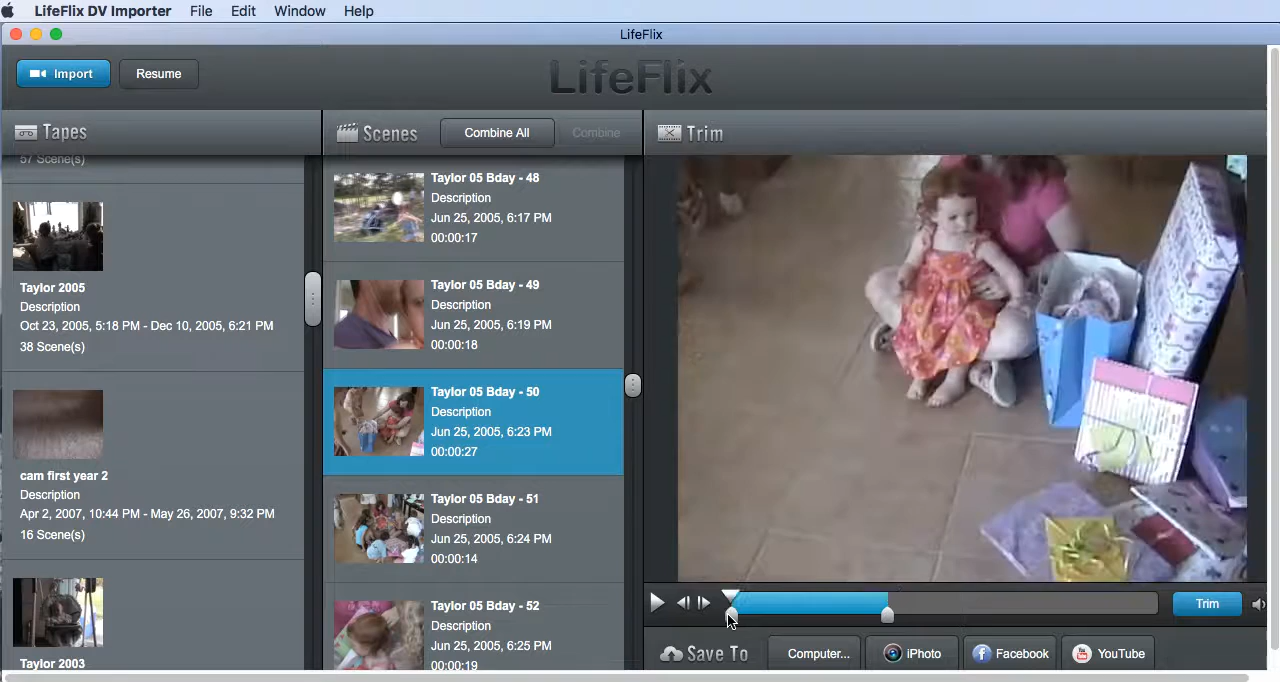 LifeFlix DV Importer File Edit Window Help
LifeFlix
Import Resume LifeFlix
Tapes
57 Scene(s)
Taylor 2005
Description
Oct 23, 2005, 5:18 PM - Dec 10, 2005, 6:21 PM
38 Scene(s)
cam first year 2
Description
Apr 2, 2007, 10:44 PM - May 26, 2007, 9:32 PM
16 Scene(s)
Taylor 2003
Scenes Combine All Combine
Taylor 05 Bday - 48
Description
Jun 25, 2005, 6:17 PM
00:00:17
Taylor 05 Bday - 49
Description
Jun 25, 2005, 6:19 PM
00:00:18
Taylor 05 Bday - 50
Description
Jun 25, 2005, 6:23 PM
00:00:27
Taylor 05 Bday - 51
Description
Jun 25, 2005, 6:24 PM
00:00:14
Taylor 05 Bday - 52
Description
Jun 25, 2005, 6:25 PM
00:00:19
Trim
Trim
Save To Computer... iPhoto Facebook YouTube